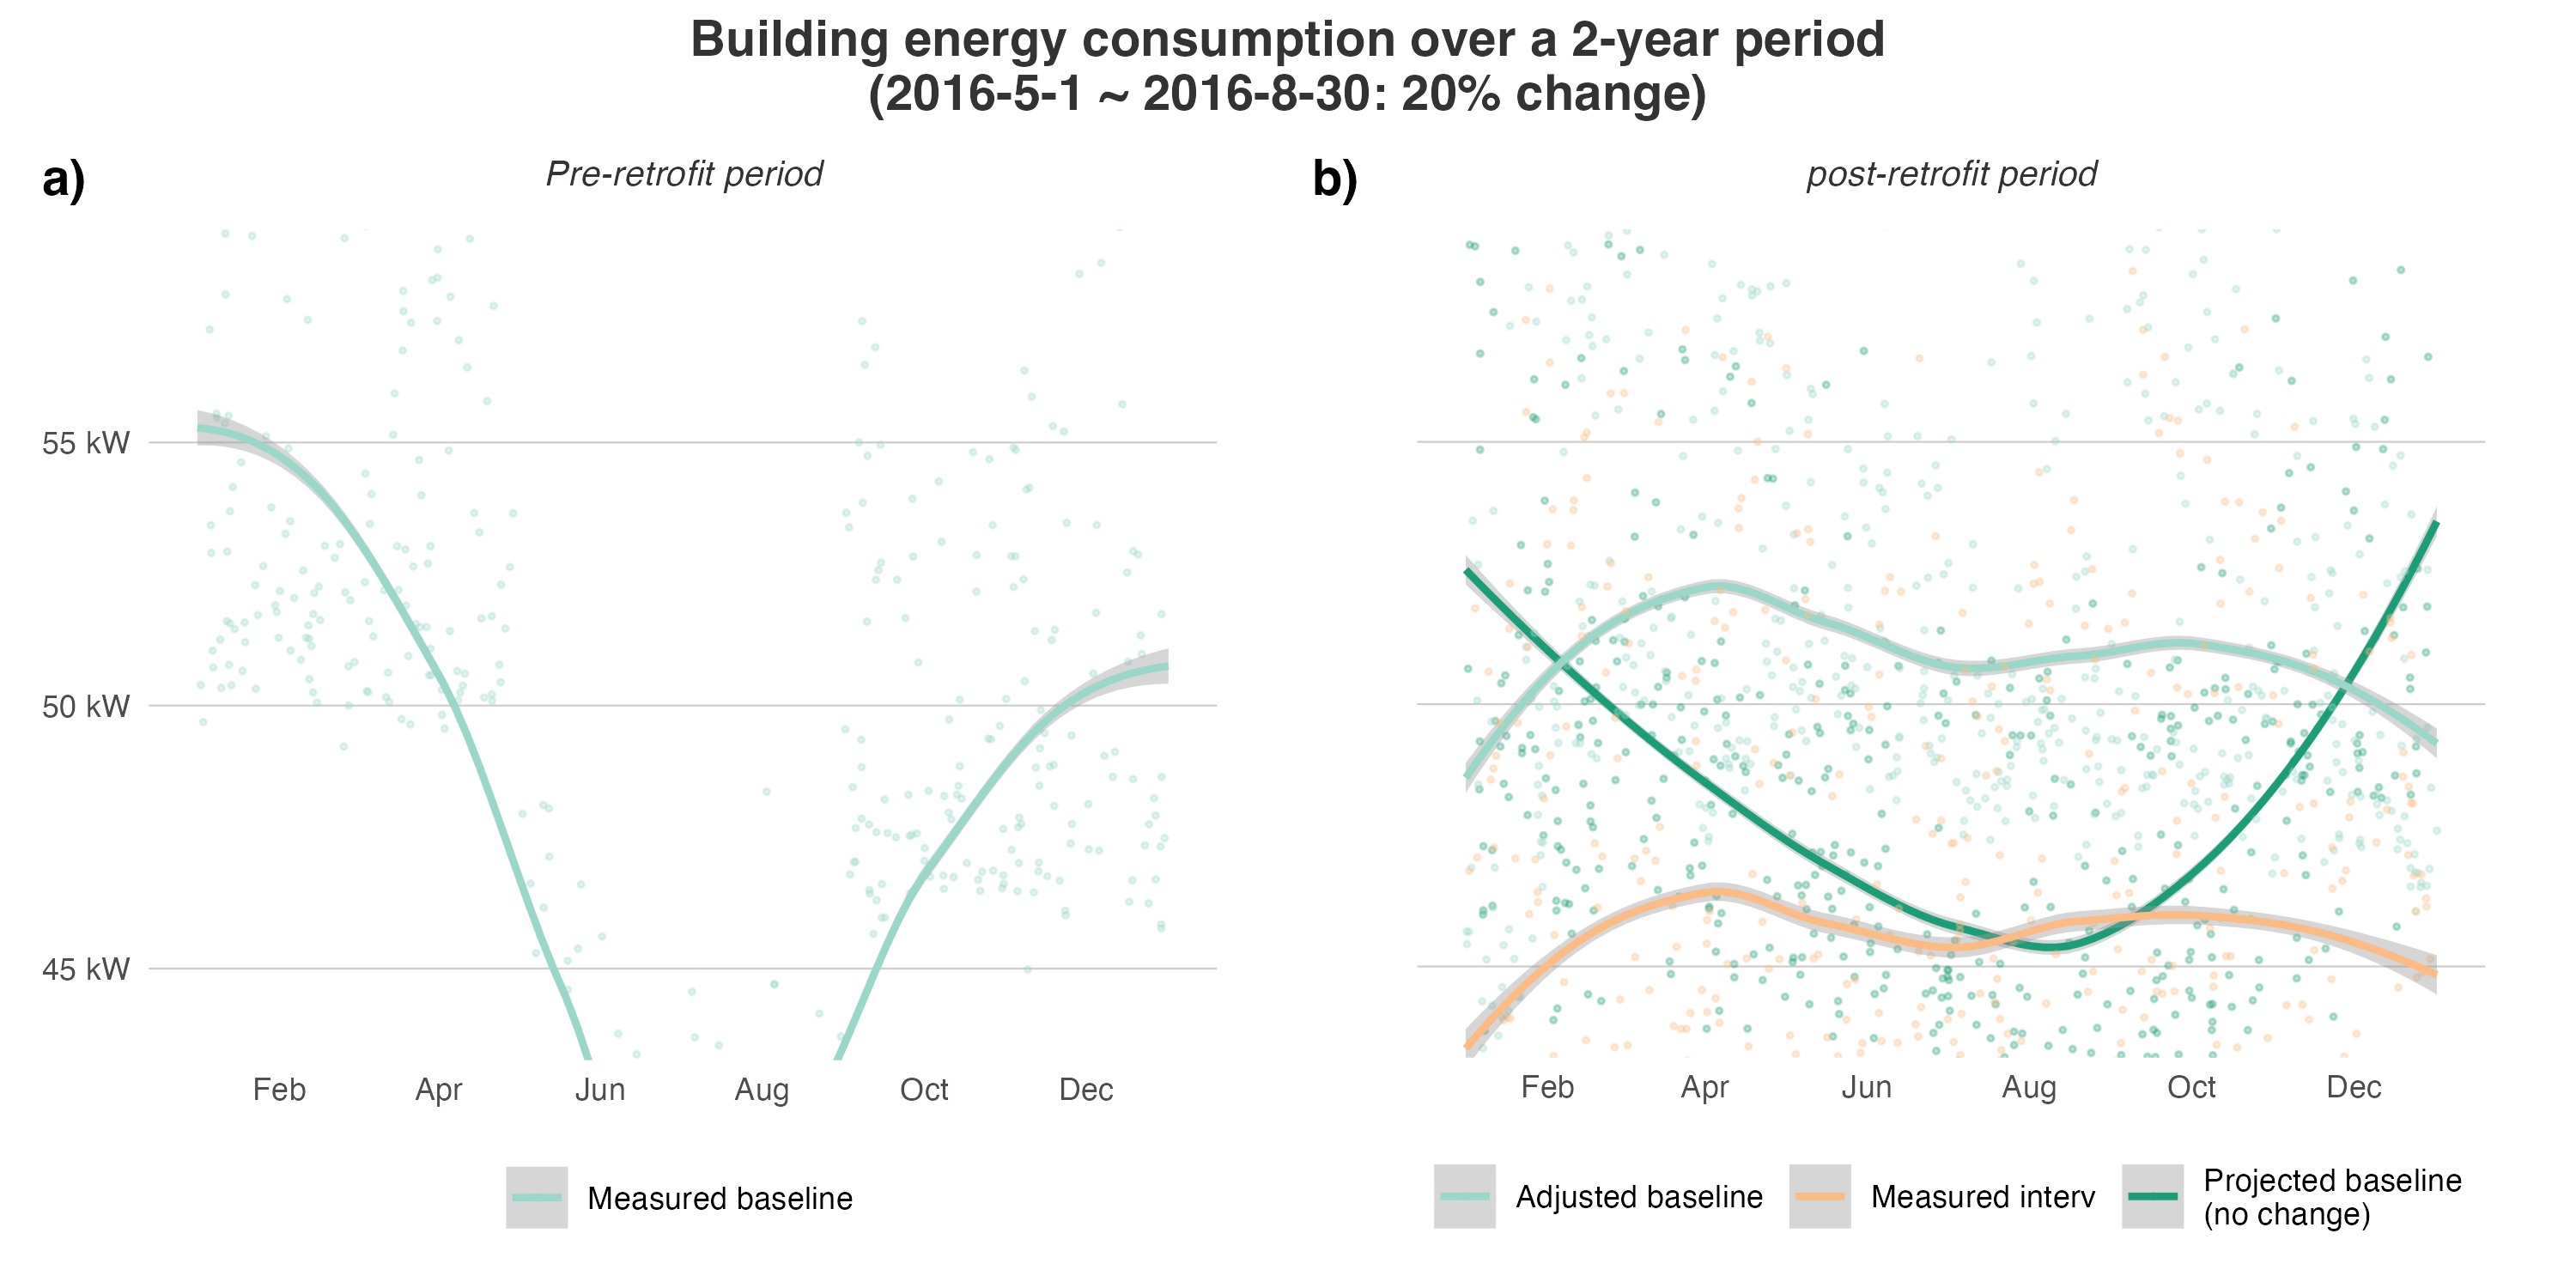 Building energy consumption over a 2-year period
(2016-5-1 ~ 2016-8-30: 20% change)
a)
Pre-retrofit period
55 kW
50 kW
45 kW
Feb
Apr
Jun
Aug
Oct
Dec
Measured baseline
b)
post-retrofit period
Feb
Apr
Jun
Aug
Oct
Dec
Adjusted baseline
Measured interv
Projected baseline
(no change)